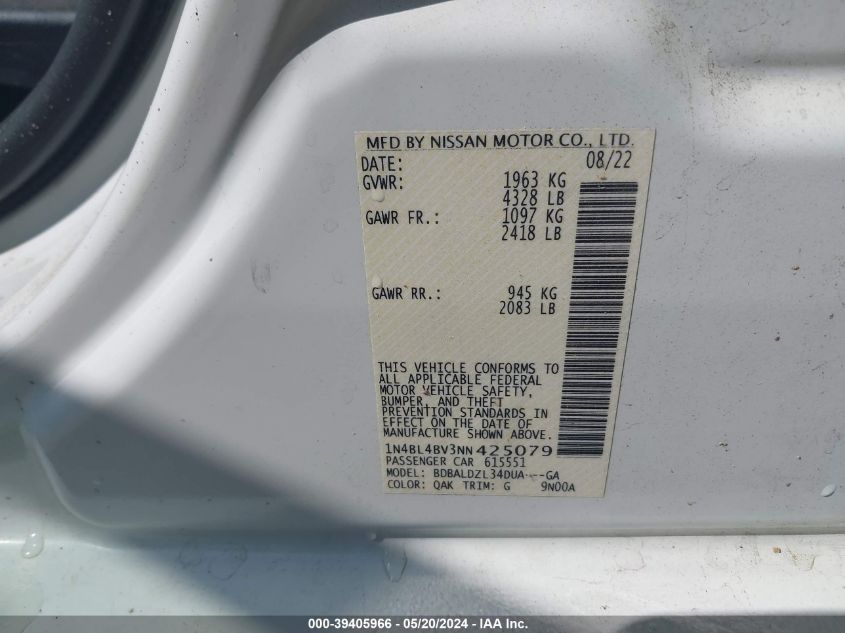 MFD BY NISSAN MOTOR CO., LTD.
DATE: 08/22
GVWR: 1963 KG
4328 LB
GAWR FR.: 1097 KG
2418 LB
GAWR RR.: 945 KG
2083 LB
THIS VEHICLE CONFORMS TO
ALL APPLICABLE FEDERAL
MOTOR VEHICLE SAFETY,
BUMPER, AND THEFT
PREVENTION STANDARDS IN
EFFECT ON THE DATE OF
MANUFACTURE SHOWN ABOVE.
1N4BL4BV3NN425079
PASSENGER CAR 615551
MODEL: BDBALDZL34DUA----GA
COLOR: QAK TRIM: G 9N00A
000-39405966 - 05/20/2024 - IAA Inc.